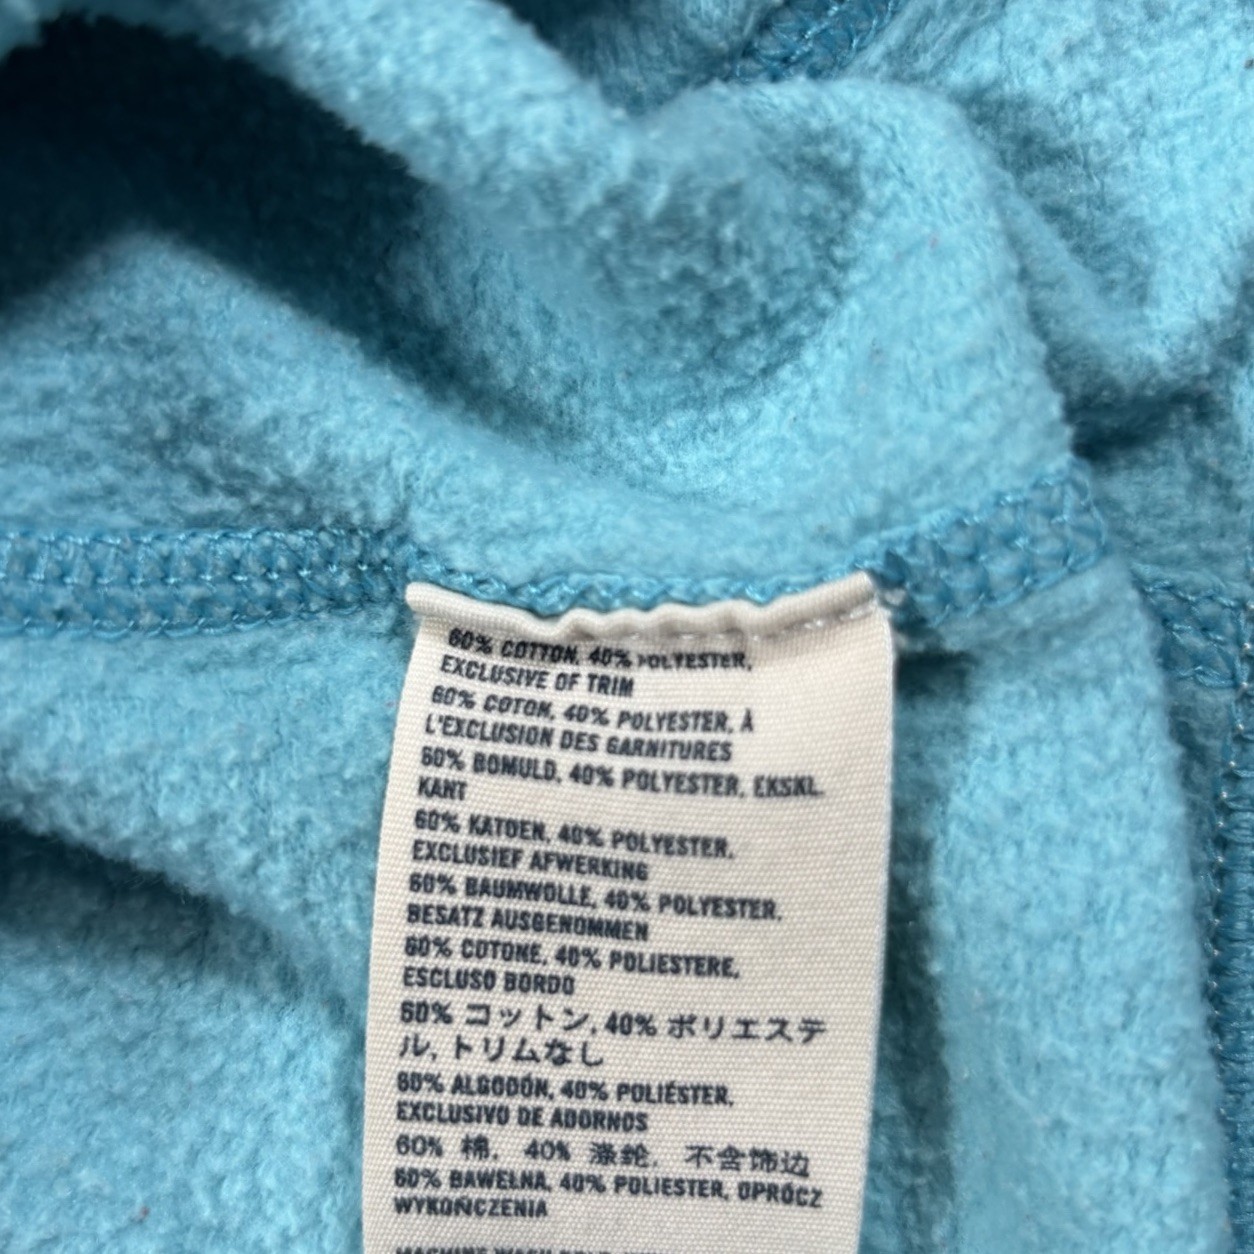 60% COTTON, 40% POLYESTER,
EXCLUSIVE OF TRIM
60% COTON, 40% POLYESTER, À
L'EXCLUSION DES GARNITURES
60% BOMULD, 40% POLYESTER, EKSKL.
KANT
60% KATOEN, 40% POLYESTER,
EXCLUSIEF AFWERKING
60% BAUMWOLLE, 40% POLYESTER,
BESATZ AUSGENOMMEN
60% COTONE, 40% POLIESTERE,
ESCLUSO BORDO
60% コットン, 40% ポリエステ
ル, トリムなし
60% ALGODÓN, 40% POLIÉSTER,
EXCLUSIVO DE ADORNOS
60% 棉, 40% 涤纶, 不含饰边
60% BAWEŁNA, 40% POLIESTER, OPRÓCZ
WYKOŃCZENIA